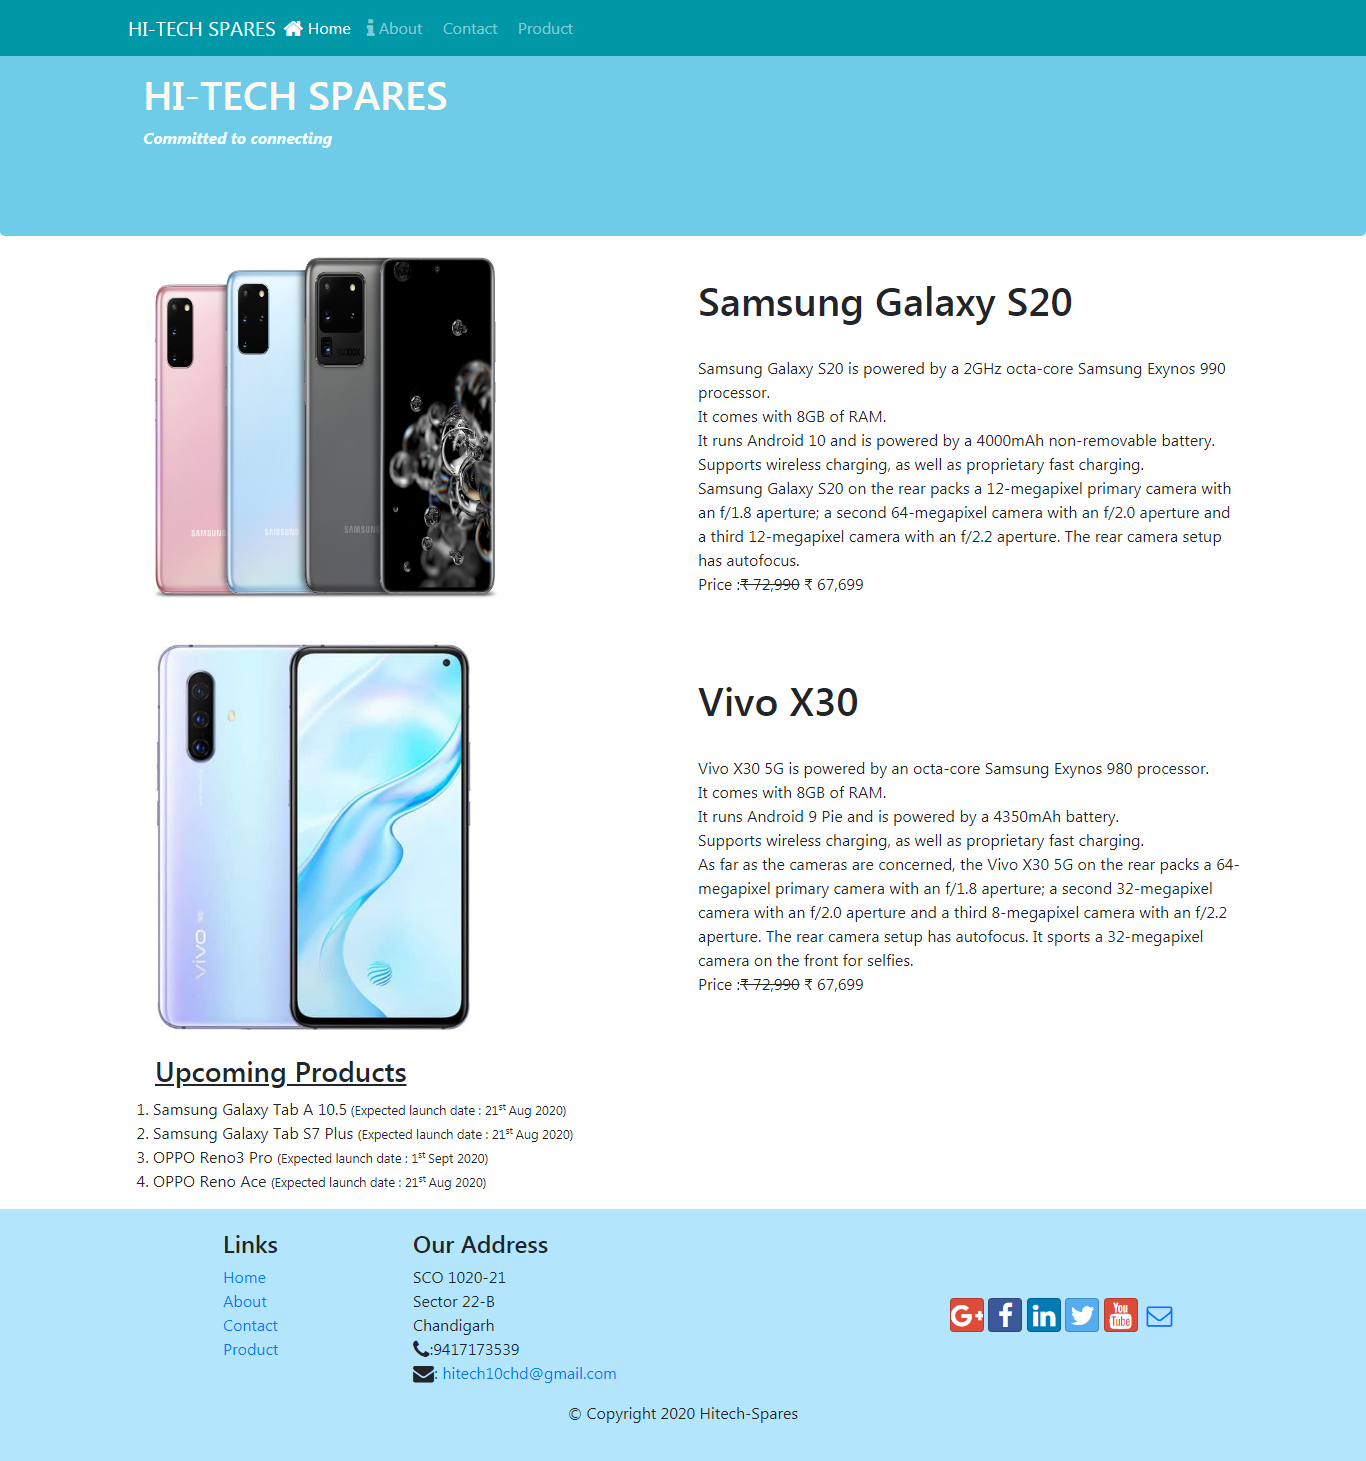 HI-TECH SPARES Home About Contact Product
HI-TECH SPARES
Committed to connecting
SAMSUNG SAMSUNG SAMSUNG
Samsung Galaxy S20
Samsung Galaxy S20 is powered by a 2GHz octa-core Samsung Exynos 990
processor.
It comes with 8GB of RAM.
It runs Android 10 and is powered by a 4000mAh non-removable battery.
Supports wireless charging, as well as proprietary fast charging.
Samsung Galaxy S20 on the rear packs a 12-megapixel primary camera with
an f/1.8 aperture; a second 64-megapixel camera with an f/2.0 aperture and
a third 12-megapixel camera with an f/2.2 aperture. The rear camera setup
has autofocus.
Price :₹ 72,990 ₹ 67,699
vivo
Vivo X30
Vivo X30 5G is powered by an octa-core Samsung Exynos 980 processor.
It comes with 8GB of RAM.
It runs Android 9 Pie and is powered by a 4350mAh battery.
Supports wireless charging, as well as proprietary fast charging.
As far as the cameras are concerned, the Vivo X30 5G on the rear packs a 64-
megapixel primary camera with an f/1.8 aperture; a second 32-megapixel
camera with an f/2.0 aperture and a third 8-megapixel camera with an f/2.2
aperture. The rear camera setup has autofocus. It sports a 32-megapixel
camera on the front for selfies.
Price :₹ 72,990 ₹ 67,699
Upcoming Products
1. Samsung Galaxy Tab A 10.5 (Expected launch date : 21st Aug 2020)
2. Samsung Galaxy Tab S7 Plus (Expected launch date : 21st Aug 2020)
3. OPPO Reno3 Pro (Expected launch date : 1st Sept 2020)
4. OPPO Reno Ace (Expected launch date : 21st Aug 2020)
Links
Home
About
Contact
Product
Our Address
SCO 1020-21
Sector 22-B
Chandigarh
:9417173539
: hitech10chd@gmail.com
G+ f in You Tube
© Copyright 2020 Hitech-Spares